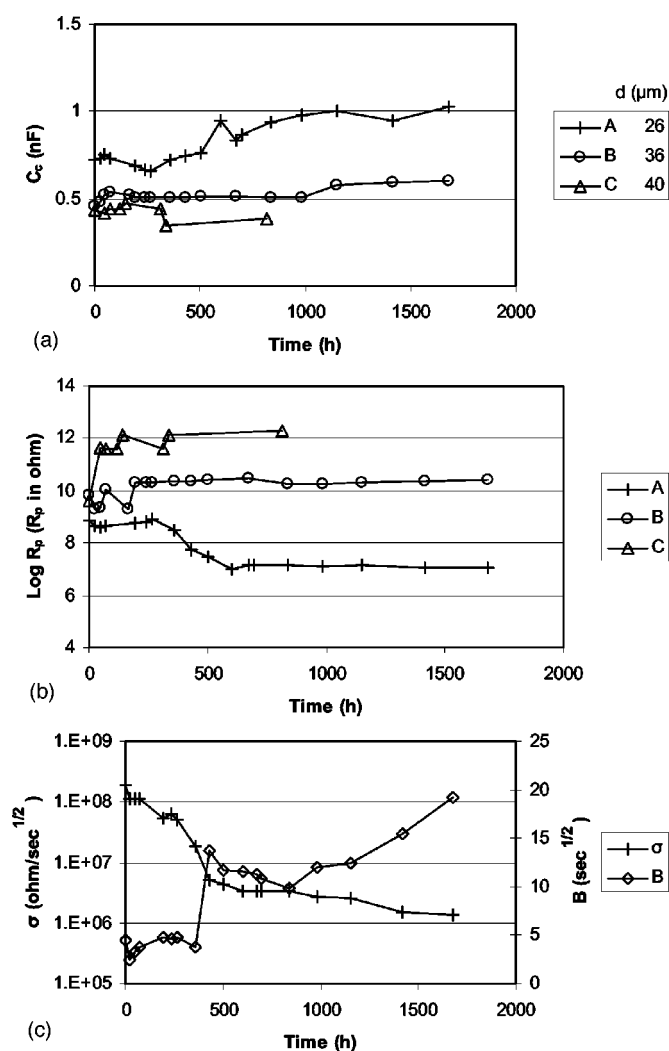 1.5
1
0.5
0
C_c (nF)
0 500 1000 1500 2000
Time (h)
(a)
d (µm)
A 26
B 36
C 40
14
12
10
8
6
4
Log R_p (R_p in ohm)
0 500 1000 1500 2000
Time (h)
(b)
A
B
C
1.E+09
1.E+08
1.E+07
1.E+06
1.E+05
σ (ohm/sec^1/2)
25
20
15
10
5
0
B (sec^1/2)
0 500 1000 1500 2000
Time (h)
(c)
σ
B